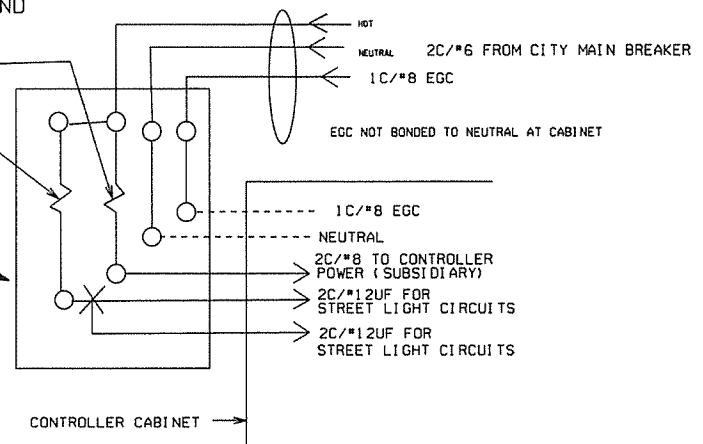 ND
HOT
NEUTRAL 2C/#6 FROM CITY MAIN BREAKER
1C/#8 EGC
EGC NOT BONDED TO NEUTRAL AT CABINET
1C/#8 EGC
NEUTRAL
2C/#8 TO CONTROLLER
POWER (SUBSIDIARY)
2C/#12UF FOR
STREET LIGHT CIRCUITS
2C/#12UF FOR
STREET LIGHT CIRCUITS
CONTROLLER CABINET